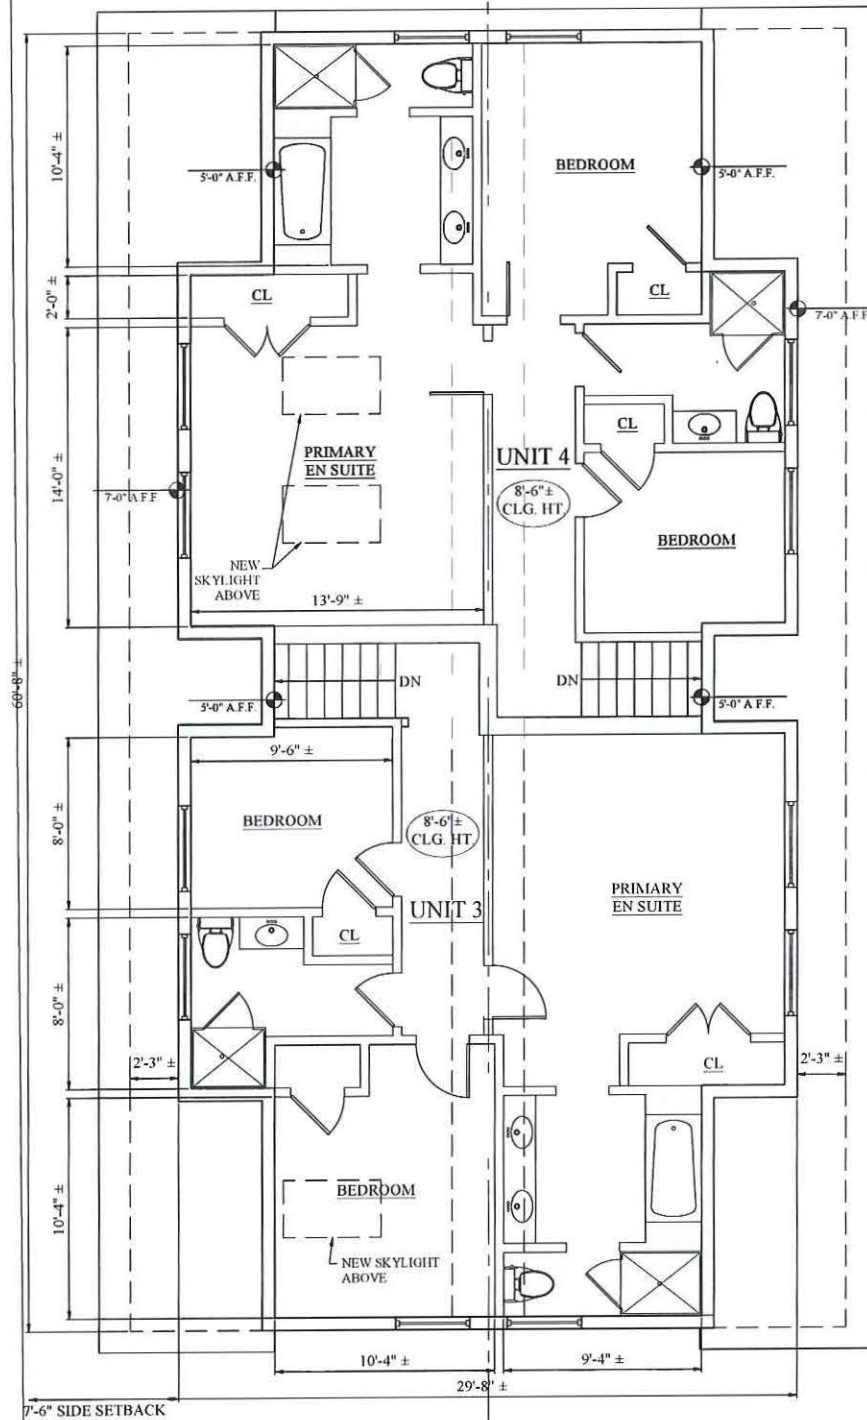 10'-4" ±
5'-0" A.F.F.
BEDROOM
5'-0" A.F.F.
2'-0" ±
CL
CL
7'-0" A.F.F
14'-0" ±
PRIMARY
EN SUITE
CL
UNIT 4
8'-6"±
CLG. HT.
7'-0" A.F.F
BEDROOM
NEW
SKYLIGHT
ABOVE
13'-9" ±
60'-8" ±
DN
DN
5'-0" A.F.F.
5'-0" A.F.F.
9'-6" ±
8'-0" ±
BEDROOM
8'-6"±
CLG. HT.
PRIMARY
EN SUITE
UNIT 3
CL
8'-0" ±
2'-3" ±
CL
2'-3" ±
10'-4" ±
BEDROOM
NEW SKYLIGHT
ABOVE
10'-4" ±
9'-4" ±
29'-8" ±
7'-6" SIDE SETBACK